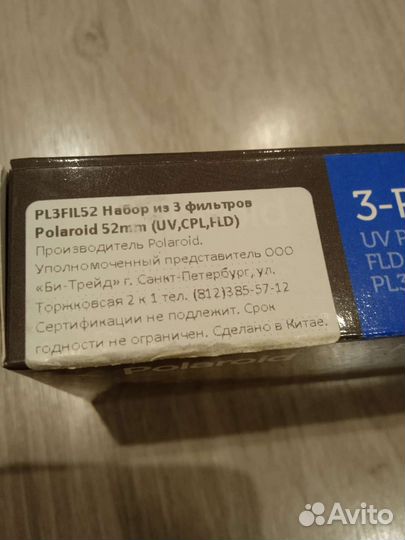 PL3FIL52 Набор из 3 фильтров
Polaroid 52mm (UV,CPL,FLD)
Производитель Polaroid.
Уполномоченный представитель ООО
«Би-Трейд» г. Санкт-Петербург, ул.
Торжковсая 2 к 1 тел. (812)385-57-12
Сертификации не подлежит. Срок
годности не ограничен. Сделано в Китае.
3-
UV
FLD
PL3
Polaroid
Avito